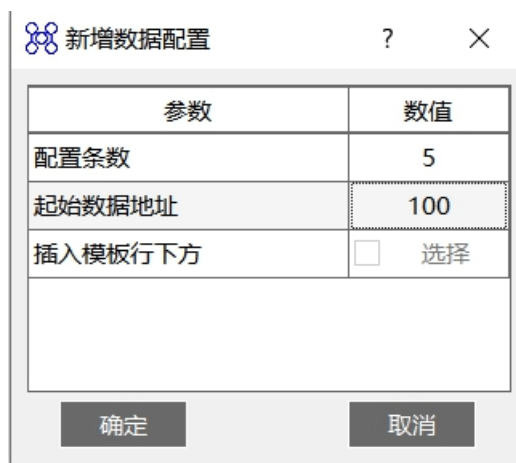 新增数据配置 ?
参数 数值
配置条数 5
起始数据地址 100
插入模板行下方 选择
确定 取消